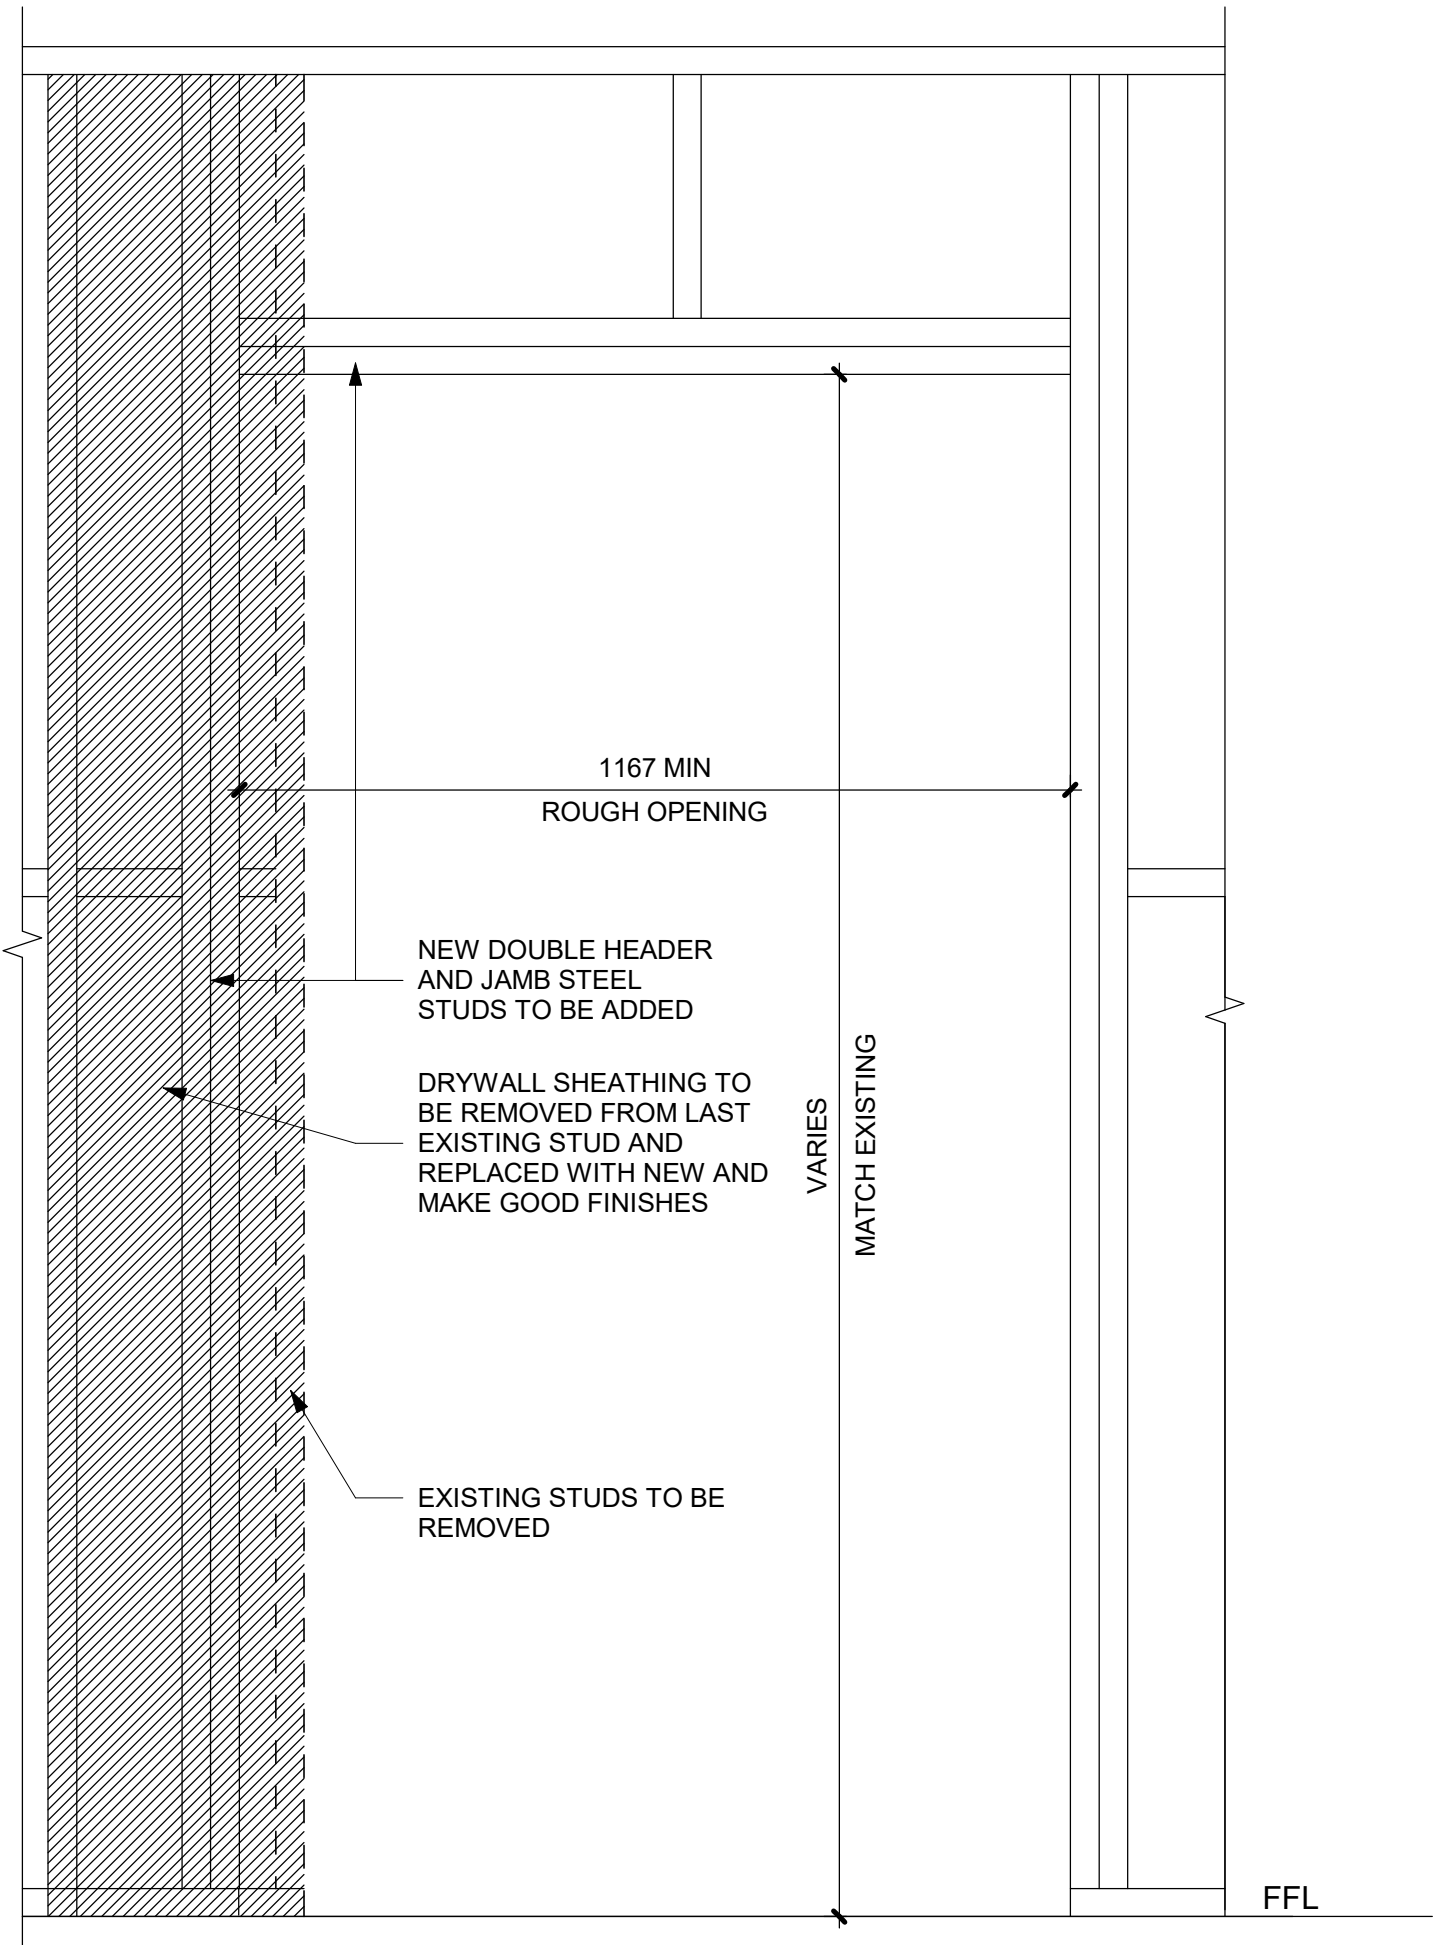 1167 MIN
ROUGH OPENING
NEW DOUBLE HEADER
AND JAMB STEEL
STUDS TO BE ADDED
DRYWALL SHEATHING TO
BE REMOVED FROM LAST
EXISTING STUD AND
REPLACED WITH NEW AND
MAKE GOOD FINISHES
VARIES
MATCH EXISTING
EXISTING STUDS TO BE
REMOVED
FFL